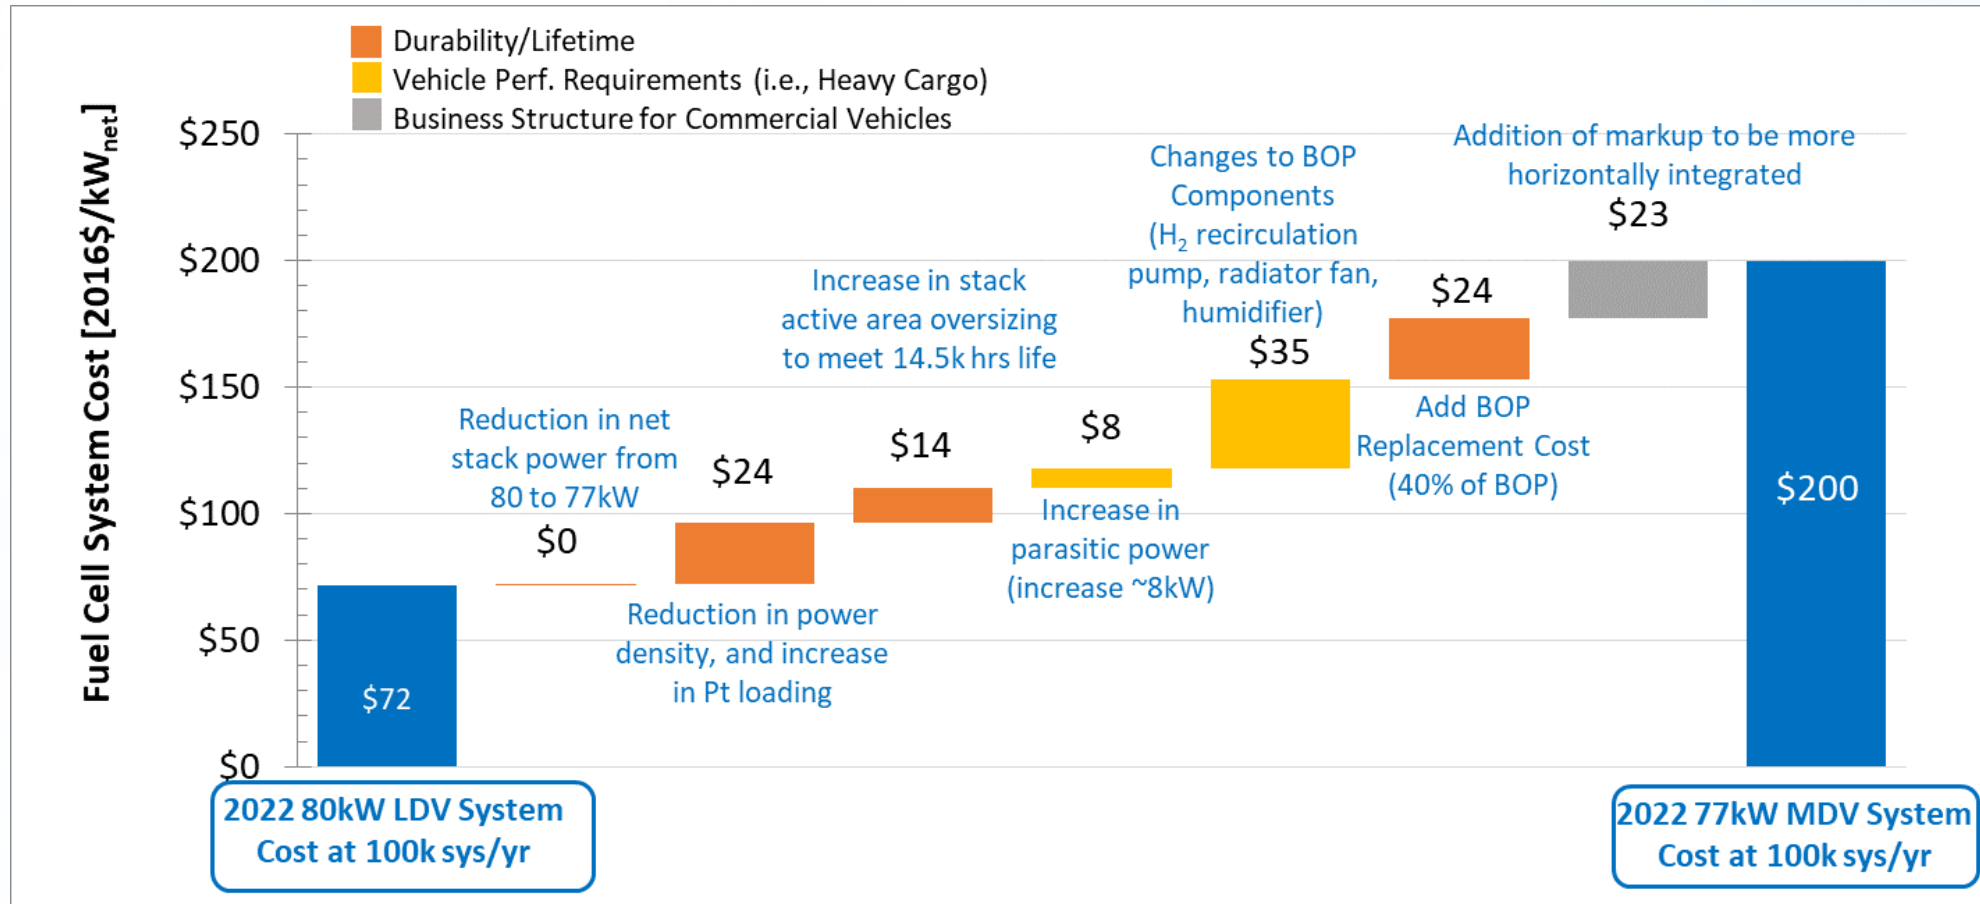 Durability/Lifetime
Vehicle Perf. Requirements (i.e., Heavy Cargo)
Business Structure for Commercial Vehicles
Fuel Cell System Cost [2016$/kWnet]
$250
$200
$150
$100
$50
$0
$72
Reduction in net
stack power from
80 to 77kW
$0
$24
Reduction in power
density, and increase
in Pt loading
Increase in stack
active area oversizing
to meet 14.5k hrs life
$14
$8
Increase in
parasitic power
(increase ~8kW)
Changes to BOP
Components
(H2 recirculation
pump, radiator fan,
humidifier)
$35
$24
Add BOP
Replacement Cost
(40% of BOP)
Addition of markup to be more
horizontally integrated
$23
$200
2022 80kW LDV System
Cost at 100k sys/yr
2022 77kW MDV System
Cost at 100k sys/yr